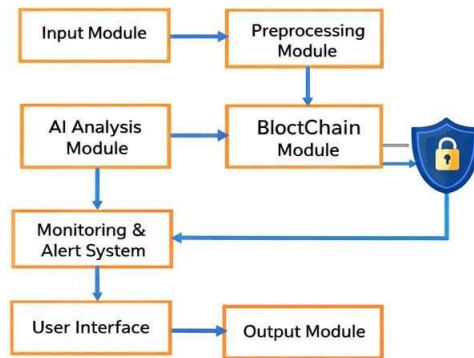 Input Module
Preprocessing
Module
AI Analysis
Module
BloctChain
Module
Monitoring &
Alert System
User Interface
Output Module